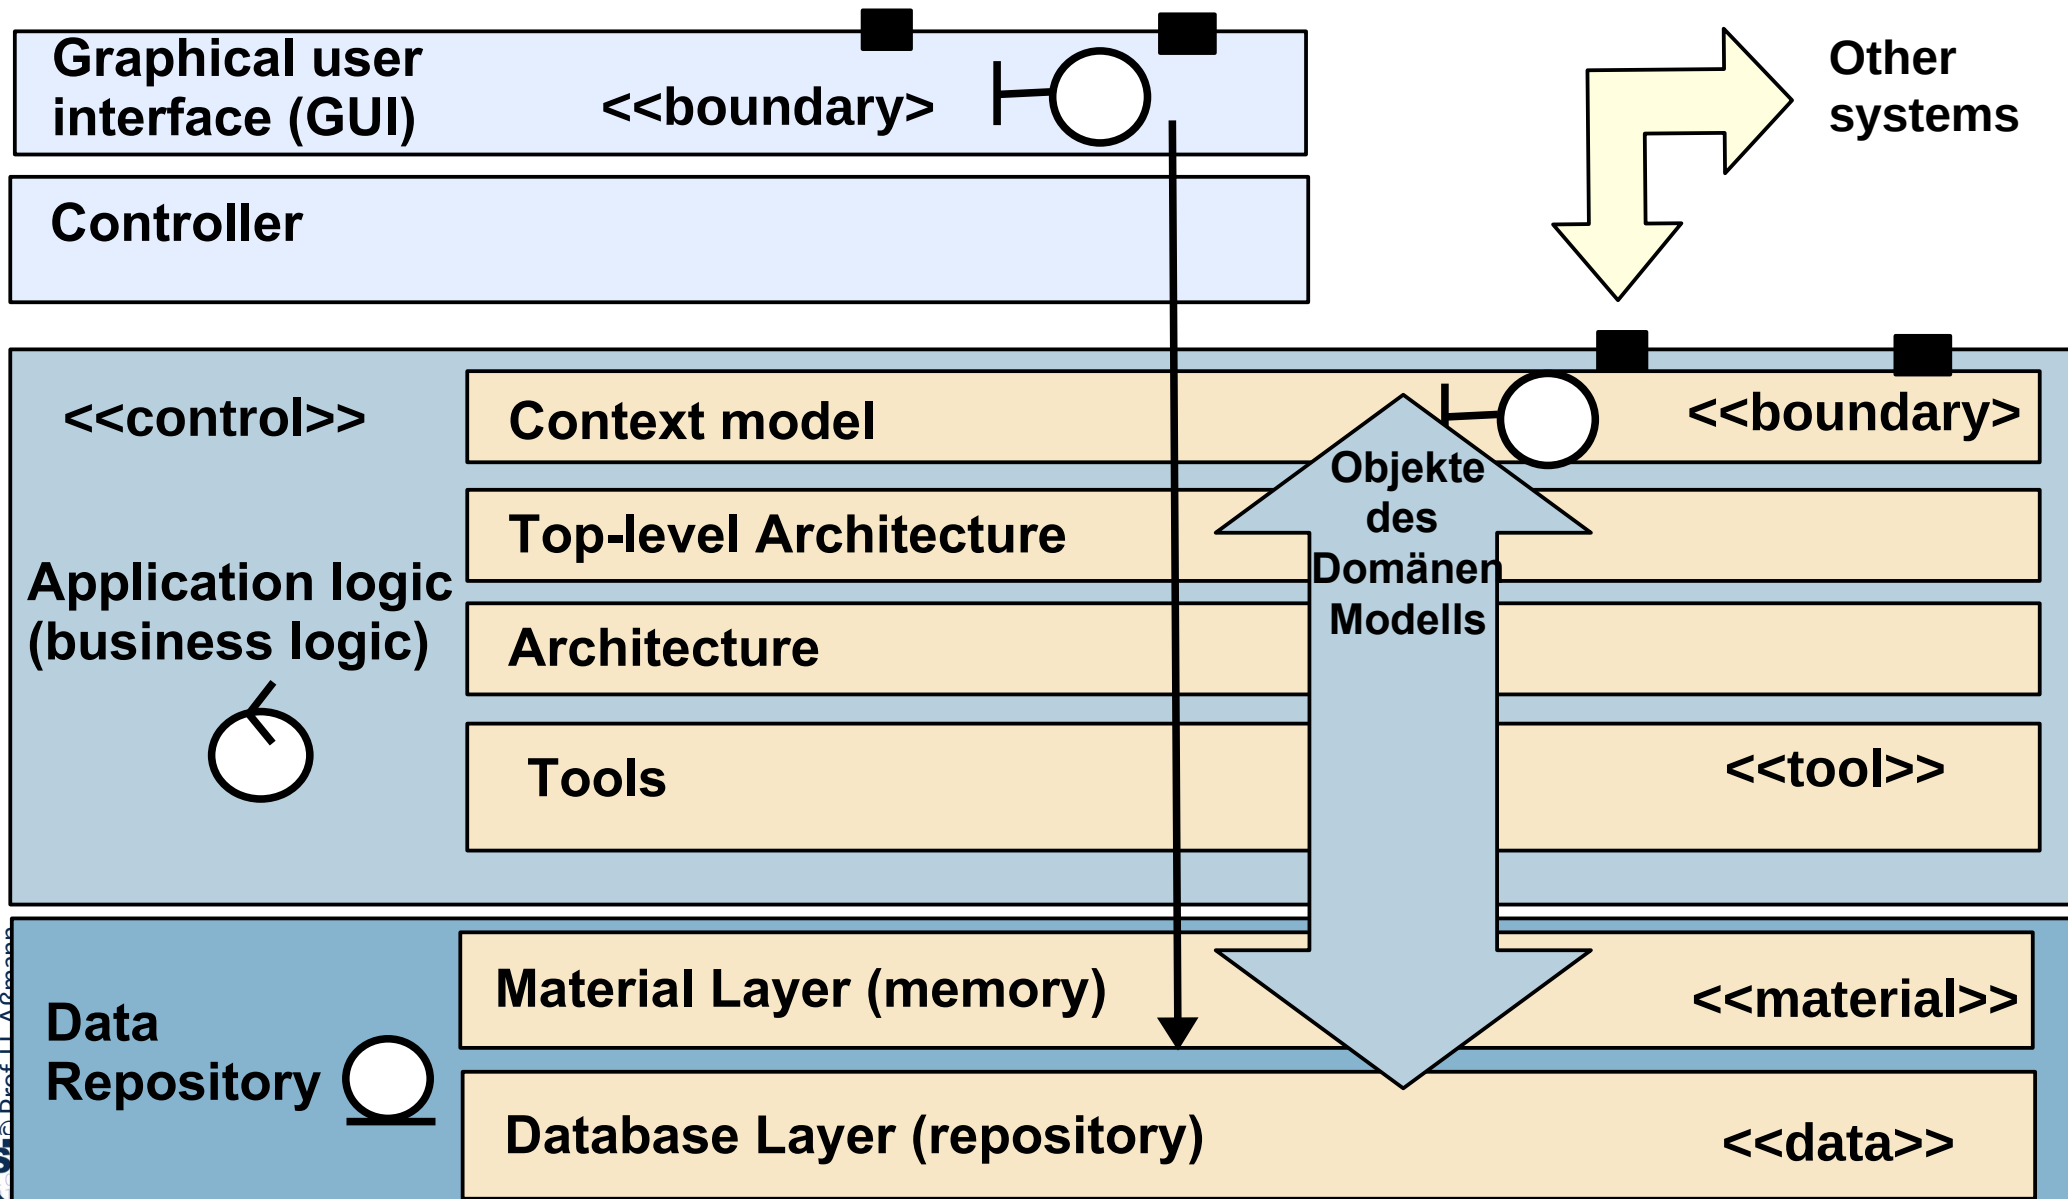 Graphical user
interface (GUI)
<<boundary>
Other
systems
Controller
<<control>>
Context model
<<boundary>
Objekte
des
Domänen
Modells
Top-level Architecture
Application logic
(business logic)
Architecture
Tools
<<tool>>
Data
Repository
Material Layer (memory)
<<material>>
Database Layer (repository)
<<data>>